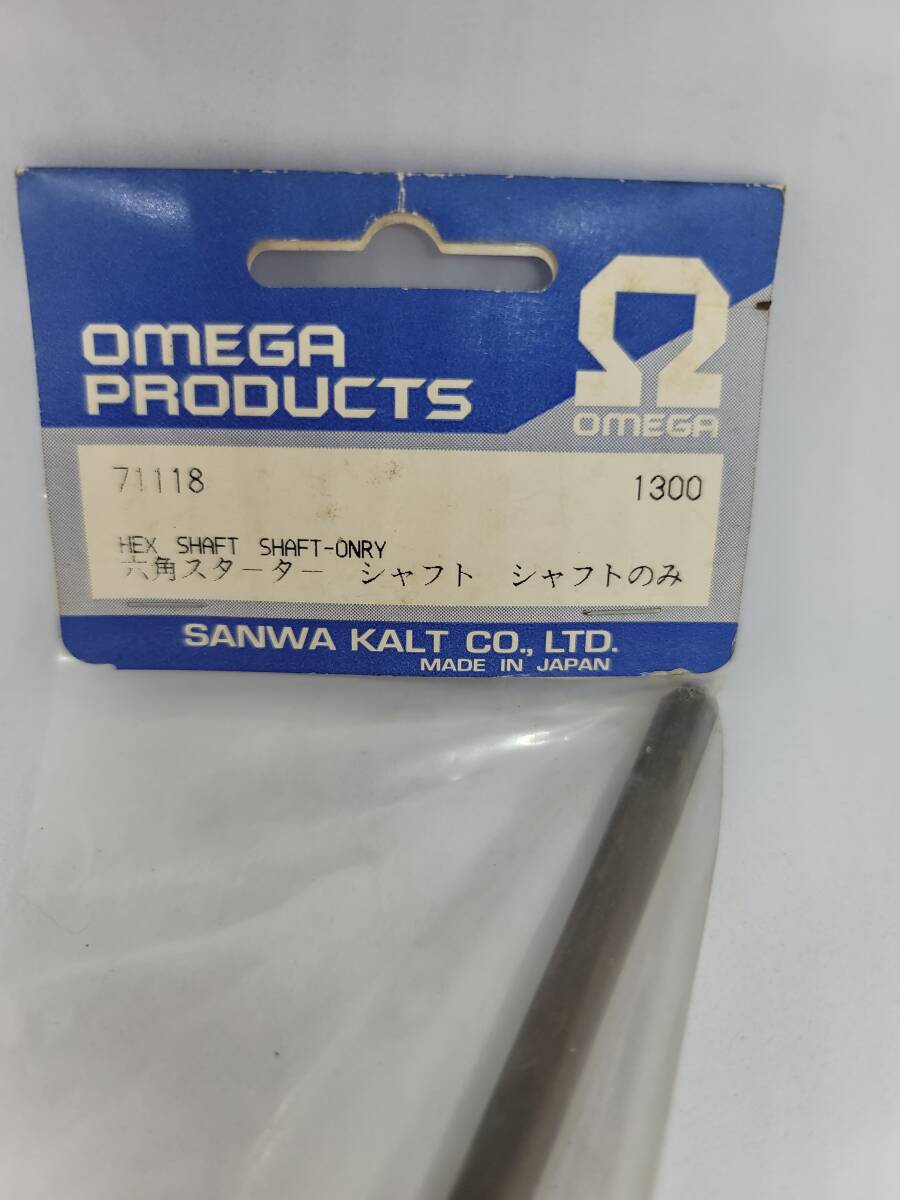 OMEGA
PRODUCTS
Ω
OMEGA
71118
1300
HEX SHAFT SHAFT-ONRY
六角スターター シャフト シャフトのみ
SANWA KALT CO., LTD.
MADE IN JAPAN